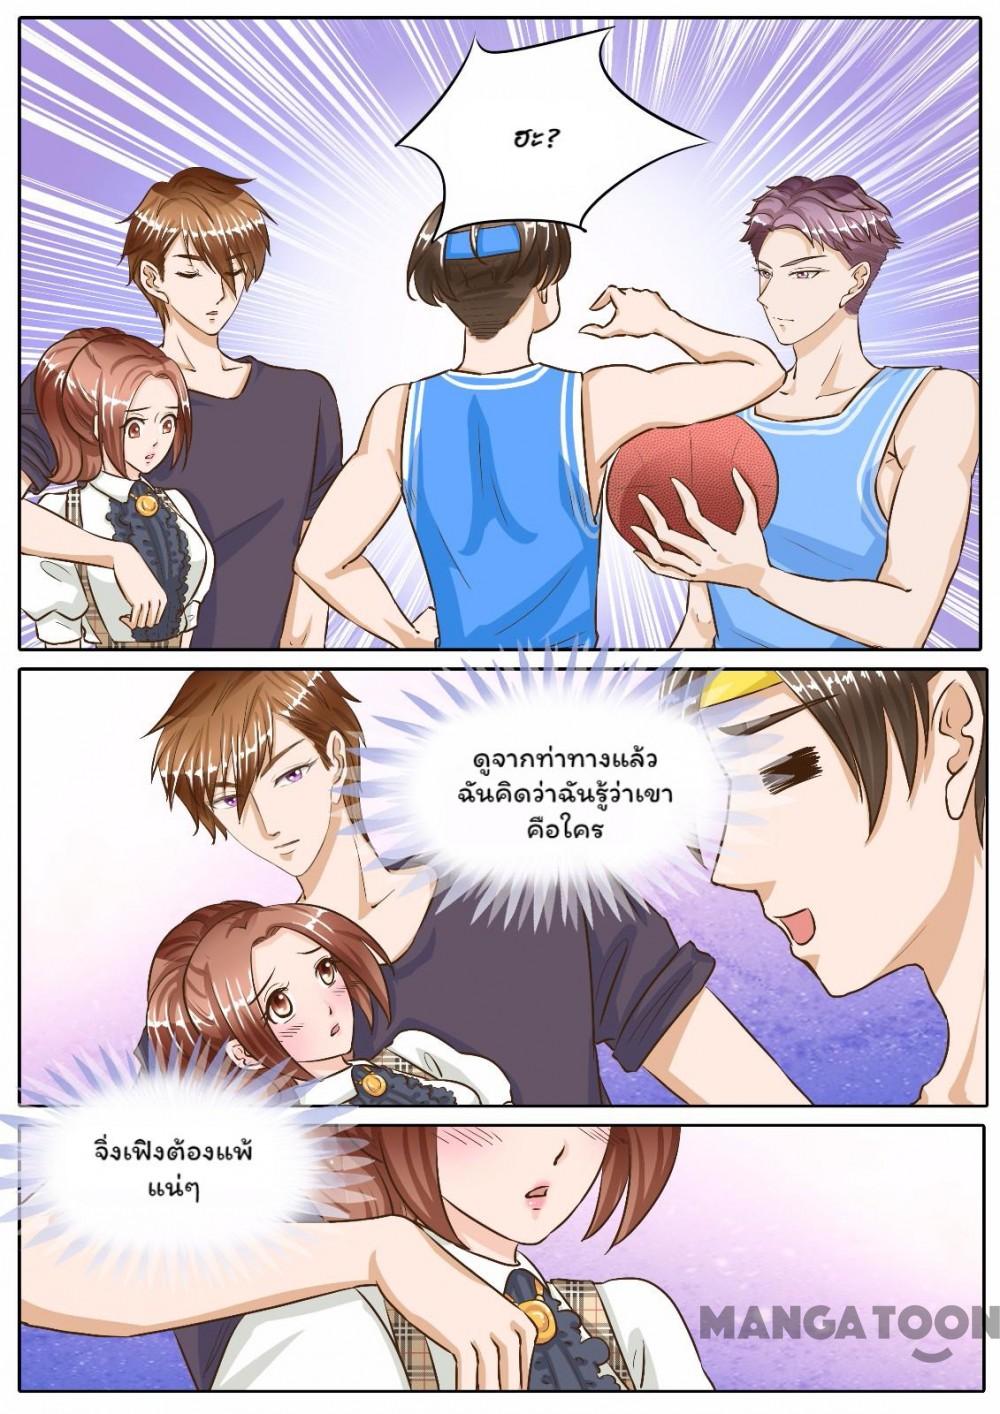 ฮะ?
ดูจากท่าทางแล้ว
ฉันคิดว่าฉันรู้ว่าเขา
คือใคร
จิ่งเฟิงต้องแพ้
แน่ๆ
MANGATOON